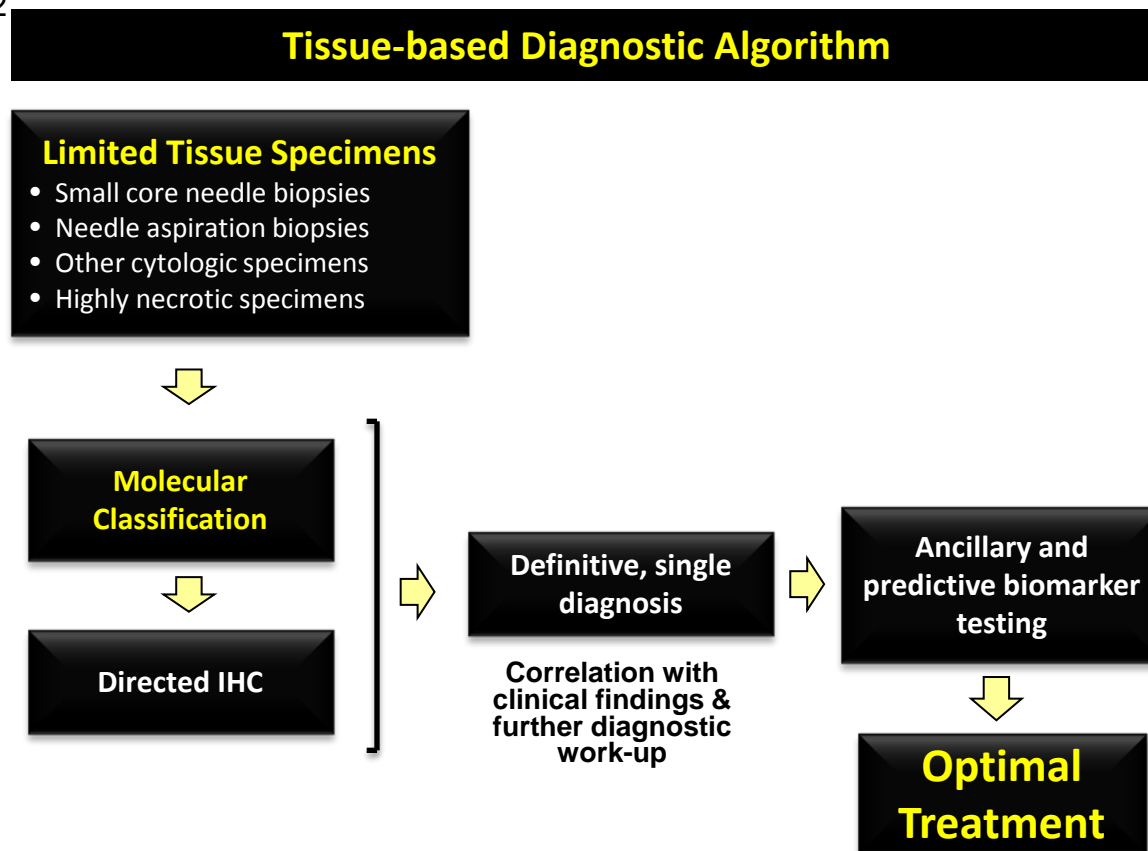 2
Tissue-based Diagnostic Algorithm
Limited Tissue Specimens
• Small core needle biopsies
• Needle aspiration biopsies
• Other cytologic specimens
• Highly necrotic specimens
Molecular
Classification
Directed IHC
Definitive, single
diagnosis
Correlation with
clinical findings &
further diagnostic
work-up
Ancillary and
predictive biomarker
testing
Optimal
Treatment